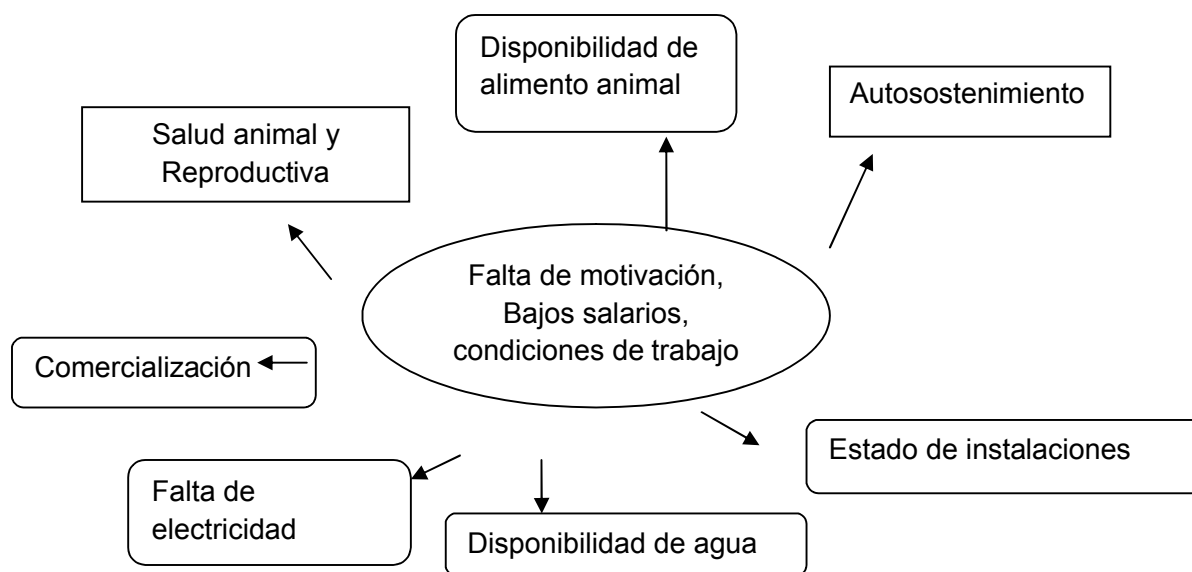 Disponibilidad de
alimento animal
Autosostenimiento
Salud animal y
Reproductiva
Falta de motivación,
Bajos salarios,
condiciones de trabajo
Comercialización
Estado de instalaciones
Falta de
electricidad
Disponibilidad de agua